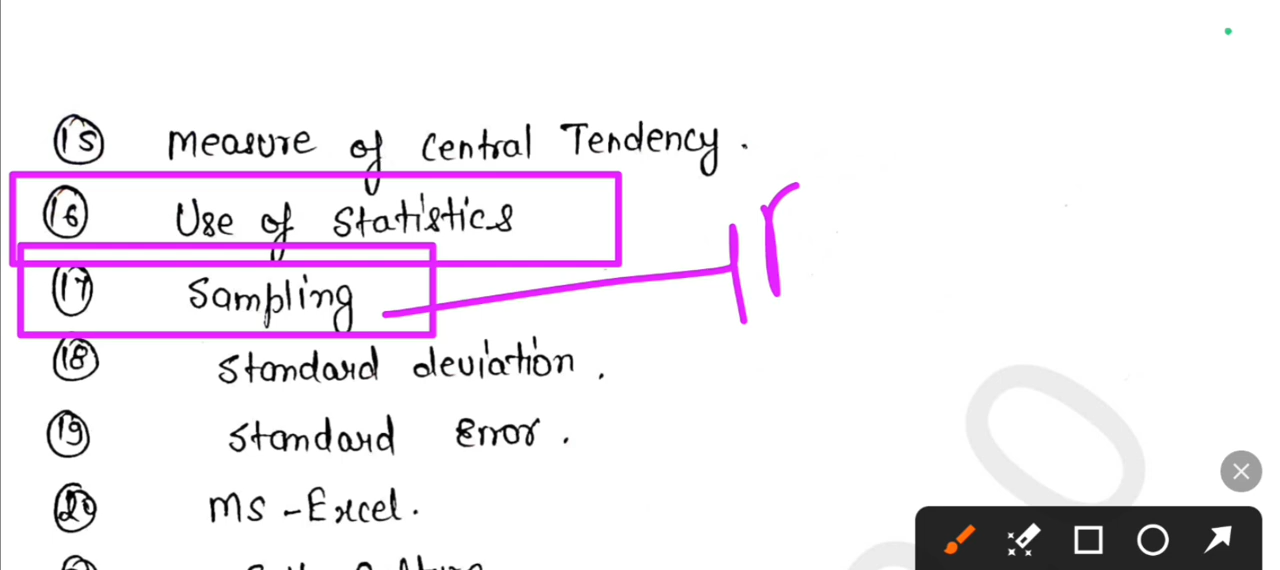 15 Measure of Central Tendency.
16 Use of Statistics
17 Sampling
18 Standard deviation.
19 Standard Error.
20 MS-Excel.